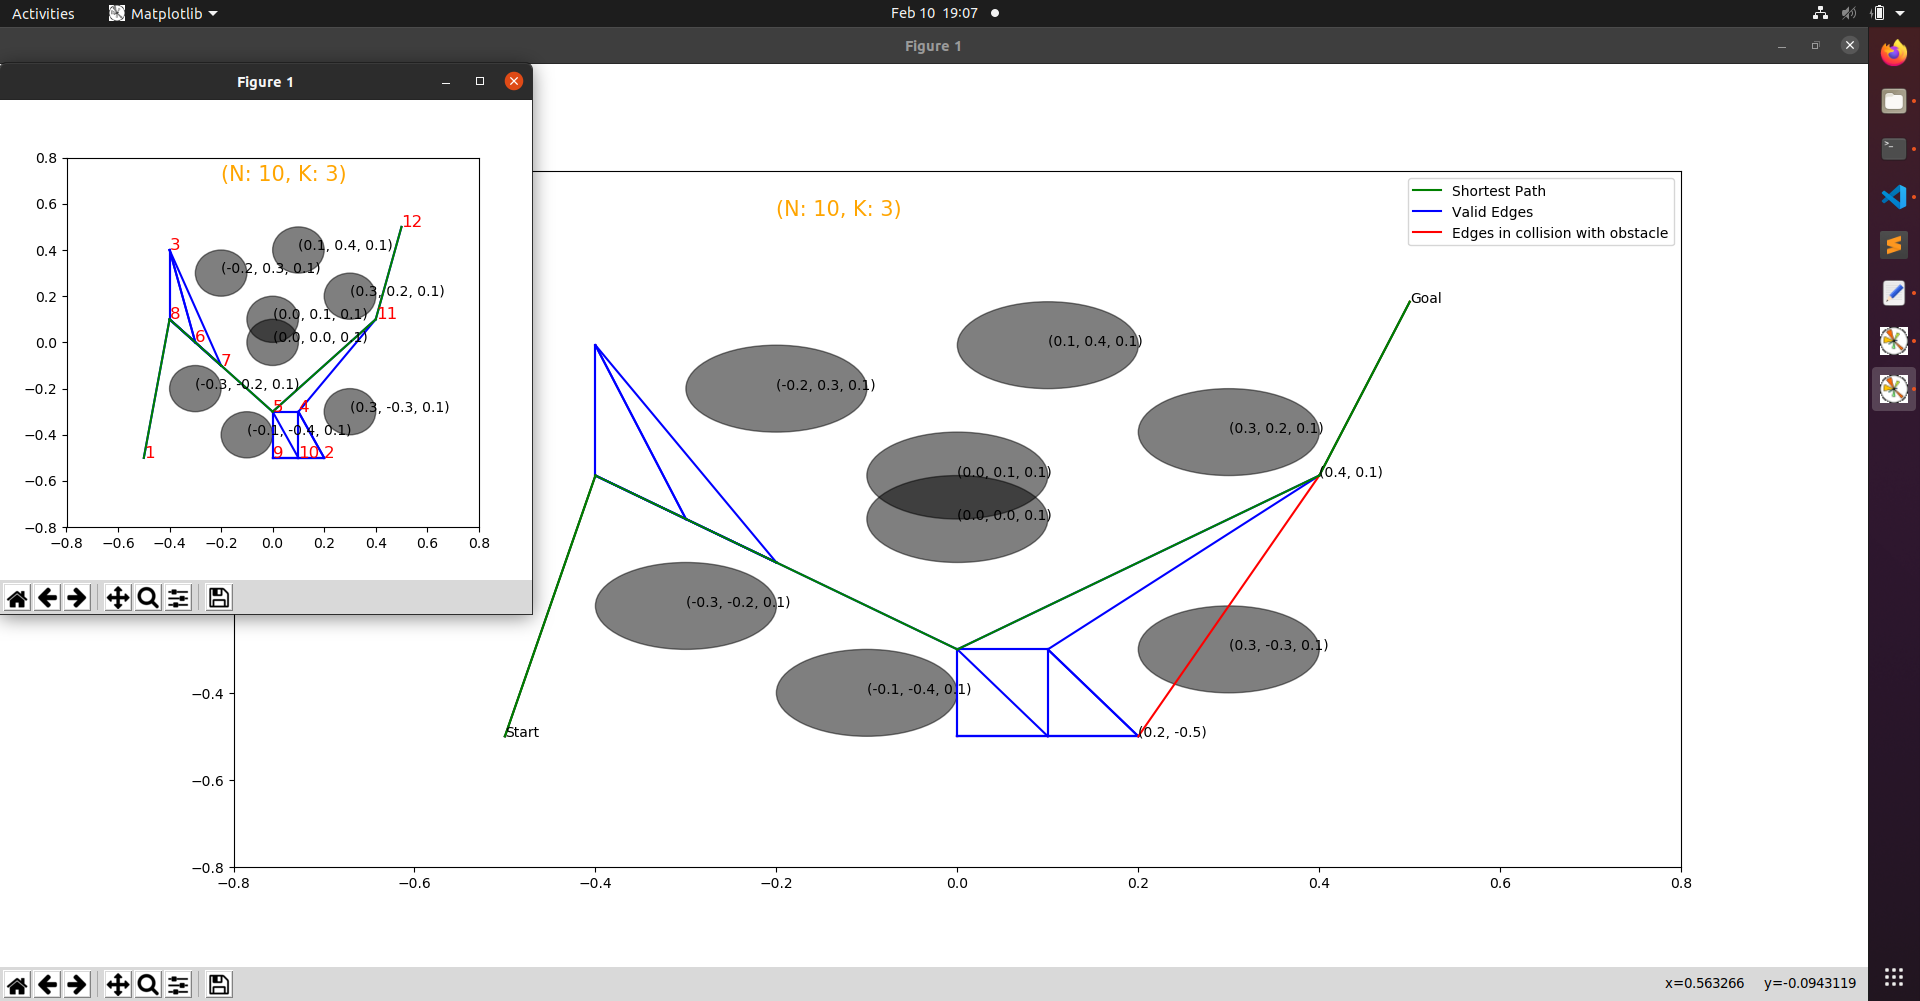 Activities
Matplotlib
Feb 10 19:07
Figure 1
Figure 1
(N: 10, K: 3)
0.8
0.6
0.4
0.2
0.0
−0.2
−0.4
−0.6
−0.8
−0.8 −0.6 −0.4 −0.2 0.0 0.2 0.4 0.6 0.8
12
3
(0.1, 0.4, 0.1)
(-0.2, 0.3, 0.1)
(0.3, 0.2, 0.1)
8
(0.0, 0.1, 0.1)
11
6
(0.0, 0.0, 0.1)
7
(-0.3, -0.2, 0.1)
5
4
(0.3, -0.3, 0.1)
(-0.1, -0.4, 0.1)
1
9
10
2
(N: 10, K: 3)
Shortest Path
Valid Edges
Edges in collision with obstacle
Goal
(0.1, 0.4, 0.1)
(-0.2, 0.3, 0.1)
(0.3, 0.2, 0.1)
(0.0, 0.1, 0.1)
(0.4, 0.1)
(0.0, 0.0, 0.1)
(-0.3, -0.2, 0.1)
(0.3, -0.3, 0.1)
(-0.1, -0.4, 0.1)
Start
(0.2, -0.5)
−0.4
−0.6
−0.8
−0.8 −0.6 −0.4 −0.2 0.0 0.2 0.4 0.6 0.8
x=0.563266 y=-0.0943119